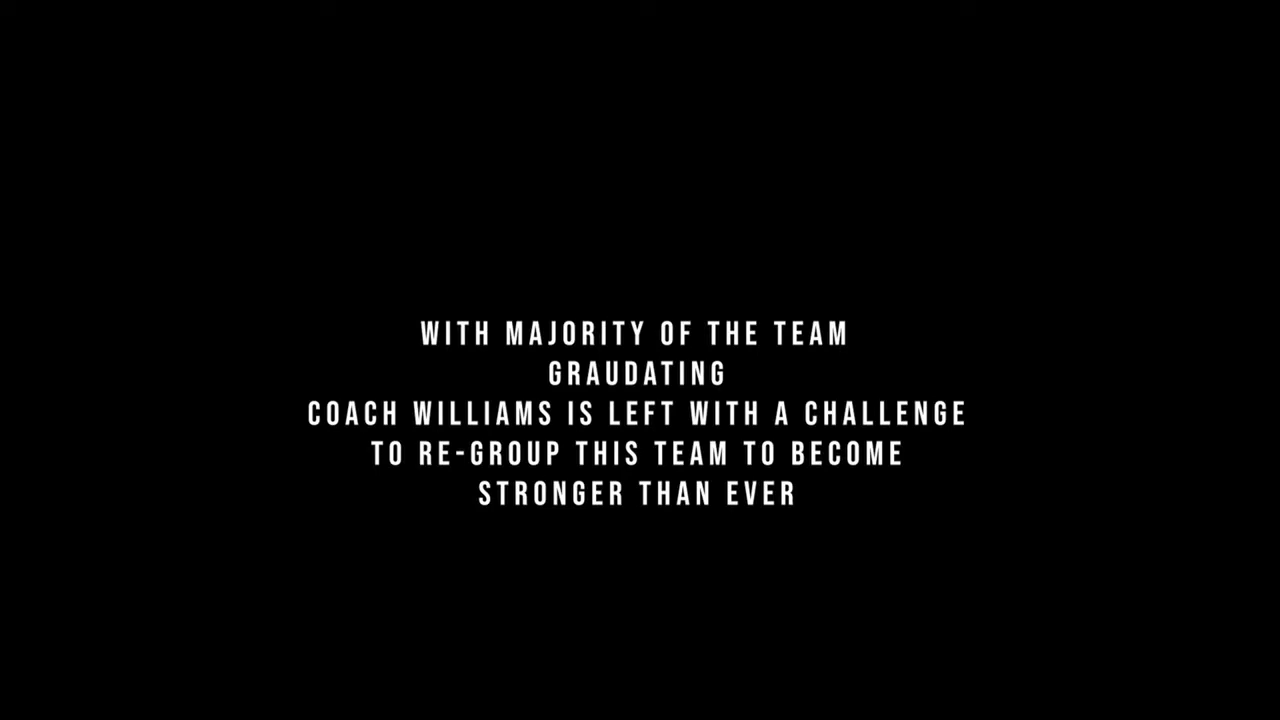 WITH MAJORITY OF THE TEAM
GRAUDATING
COACH WILLIAMS IS LEFT WITH A CHALLENGE
TO RE-GROUP THIS TEAM TO BECOME
STRONGER THAN EVER